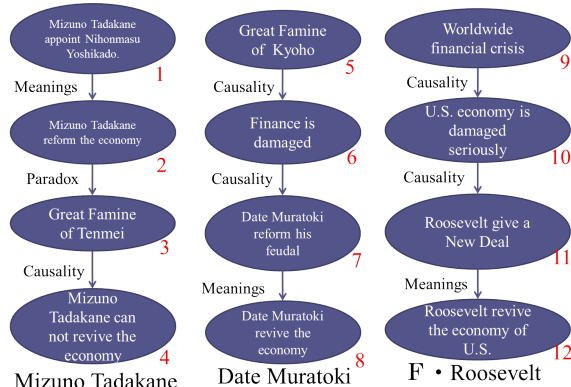 Mizuno Tadakane
appoint Nihonmasu
Yoshikado.
1
Meanings
Mizuno Tadakane
reform the economy
2
Paradox
Great Famine
of Tenmei
3
Causality
Mizuno
Tadakane can
not revive the
economy
4
Mizuno Tadakane
Great Famine
of Kyoho
5
Causality
Finance is
damaged
6
Causality
Date Muratoki
reform his
feudal
7
Meanings
Date Muratoki
revive the
economy
8
Date Muratoki
Worldwide
financial crisis
9
Causality
U.S. economy is
damaged
seriously
10
Causality
Roosevelt give a
New Deal
11
Meanings
Roosevelt revive
the economy of
U.S.
12
F・Roosevelt